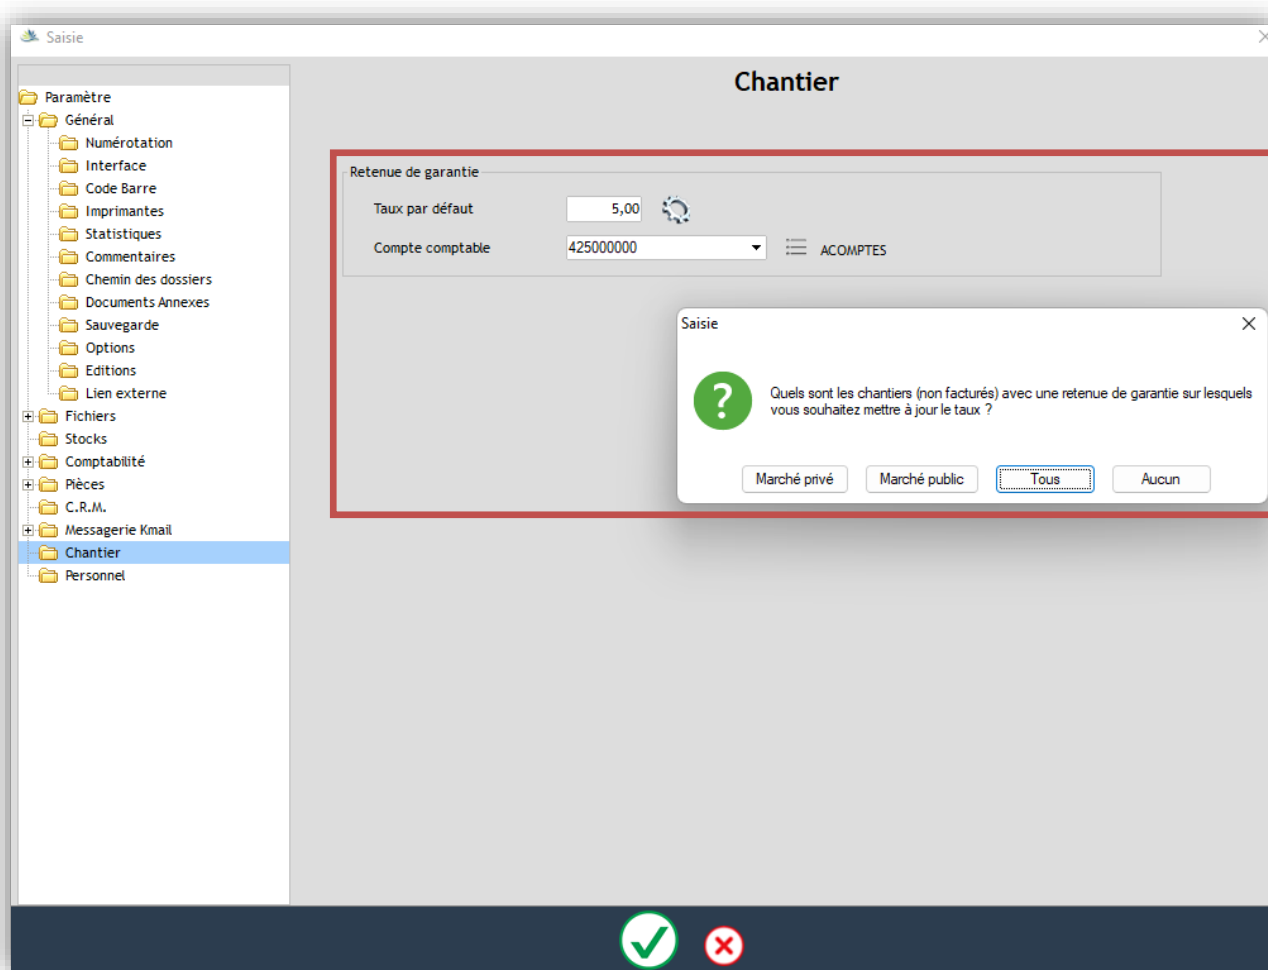 Saisie
Chantier
Paramètre
Général
Numérotation
Interface
Code Barre
Imprimantes
Statistiques
Commentaires
Chemin des dossiers
Documents Annexes
Sauvegarde
Options
Editions
Lien externe
Fichiers
Stocks
Comptabilité
Pièces
C.R.M.
Messagerie Kmail
Chantier
Personnel
Retenue de garantie
Taux par défaut 5,00
Compte comptable 425000000 ACOMPTES
Saisie
Quels sont les chantiers (non facturés) avec une retenue de garantie sur lesquels
vous souhaitez mettre à jour le taux ?
Marché privé Marché public Tous Aucun